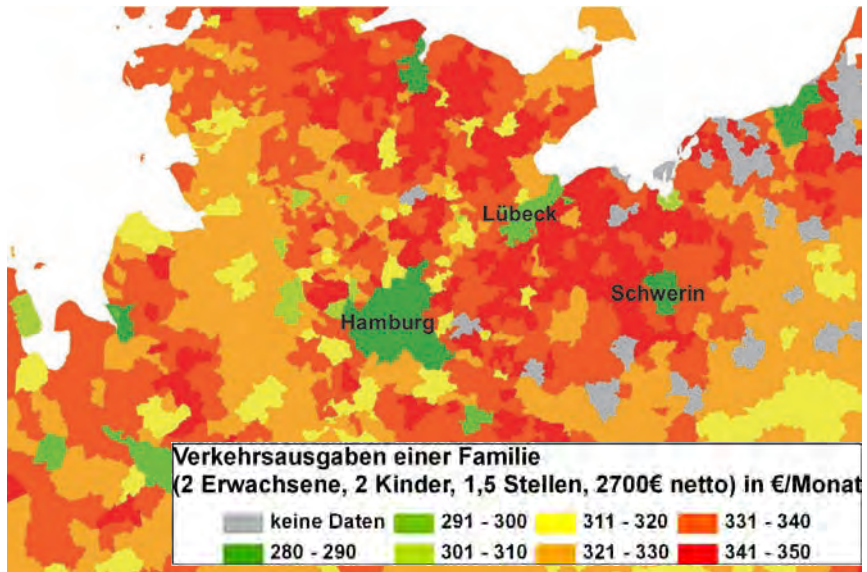 Lübeck
Schwerin
Hamburg
Verkehrsausgaben einer Familie
(2 Erwachsene, 2 Kinder, 1,5 Stellen, 2700€ netto) in €/Monat
keine Daten 291 - 300 311 - 320 331 - 340
280 - 290 301 - 310 321 - 330 341 - 350